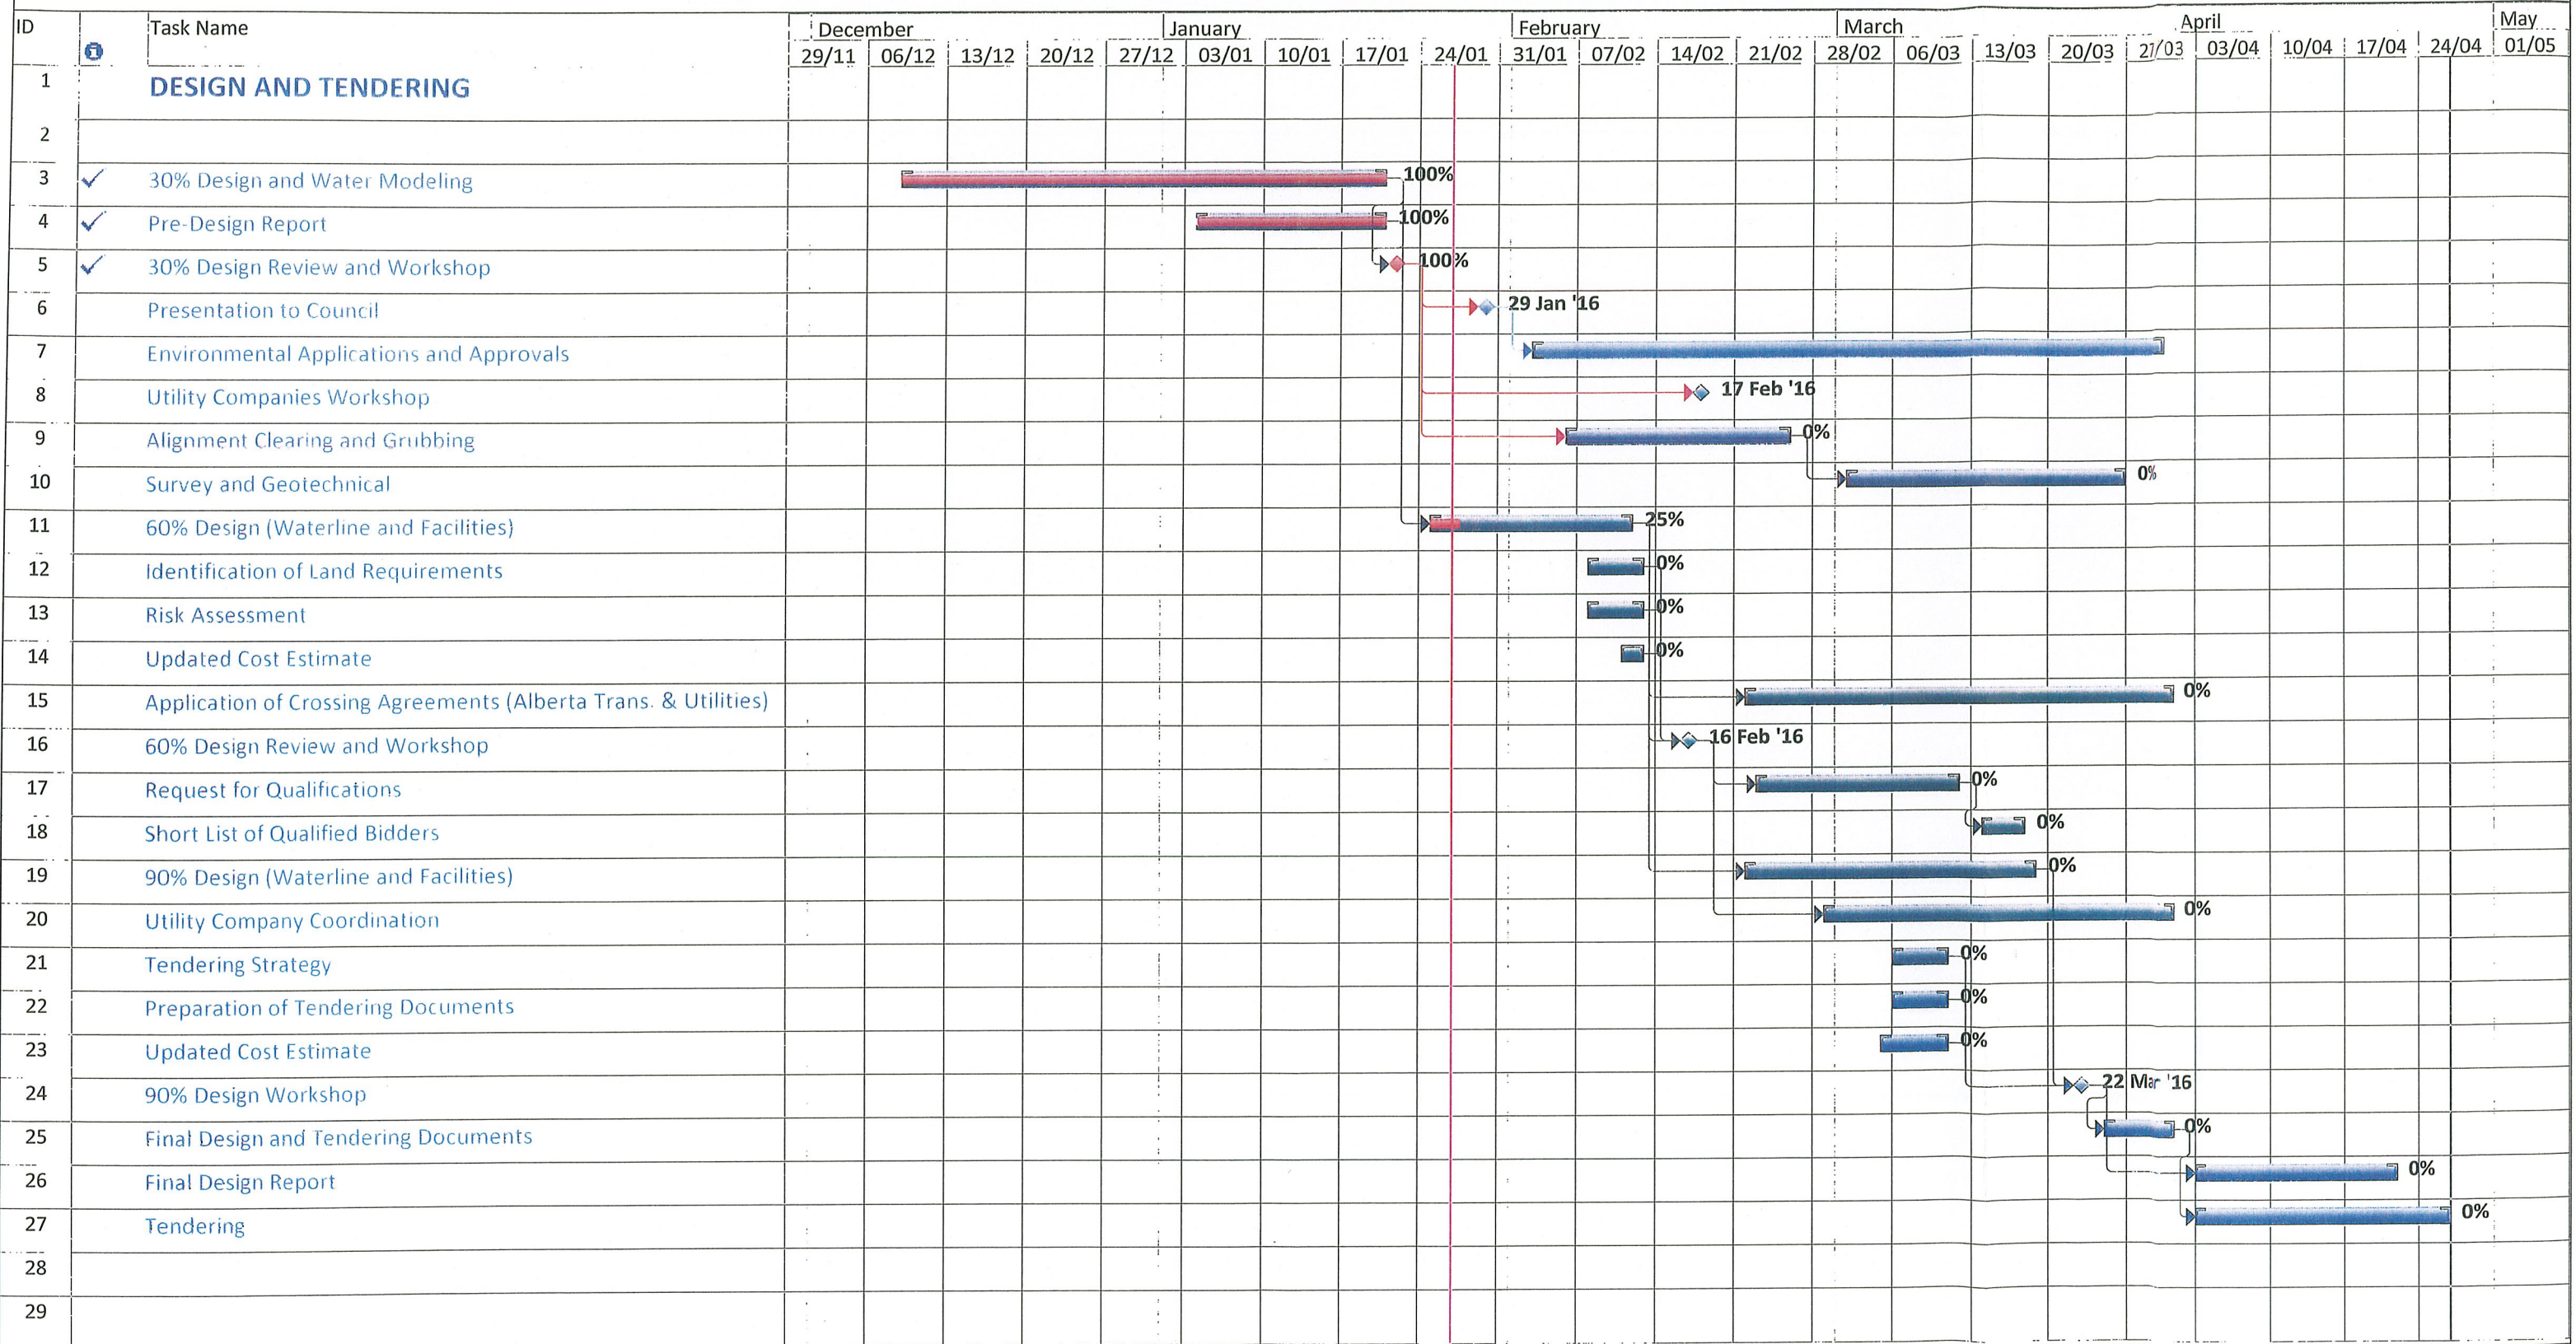 ID Task Name December January February March April May
29/11 06/12 13/12 20/12 27/12 03/01 10/01 17/01 24/01 31/01 07/02 14/02 21/02 28/02 06/03 13/03 20/03 27/03 03/04 10/04 17/04 24/04 01/05
1 DESIGN AND TENDERING
2
3 30% Design and Water Modeling 100%
4 Pre-Design Report 100%
5 30% Design Review and Workshop 100%
6 Presentation to Council 29 Jan '16
7 Environmental Applications and Approvals
8 Utility Companies Workshop 17 Feb '16
9 Alignment Clearing and Grubbing 0%
10 Survey and Geotechnical 0%
11 60% Design (Waterline and Facilities) 25%
12 Identification of Land Requirements 0%
13 Risk Assessment 0%
14 Updated Cost Estimate 0%
15 Application of Crossing Agreements (Alberta Trans. & Utilities) 0%
16 60% Design Review and Workshop 16 Feb '16
17 Request for Qualifications 0%
18 Short List of Qualified Bidders 0%
19 90% Design (Waterline and Facilities) 0%
20 Utility Company Coordination 0%
21 Tendering Strategy 0%
22 Preparation of Tendering Documents 0%
23 Updated Cost Estimate 0%
24 90% Design Workshop 22 Mar '16
25 Final Design and Tendering Documents 0%
26 Final Design Report 0%
27 Tendering 0%
28
29